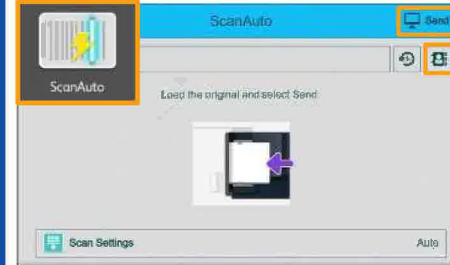 ScanAuto
Send
ScanAuto
Load the original and select Send
Scan Settings
Auto